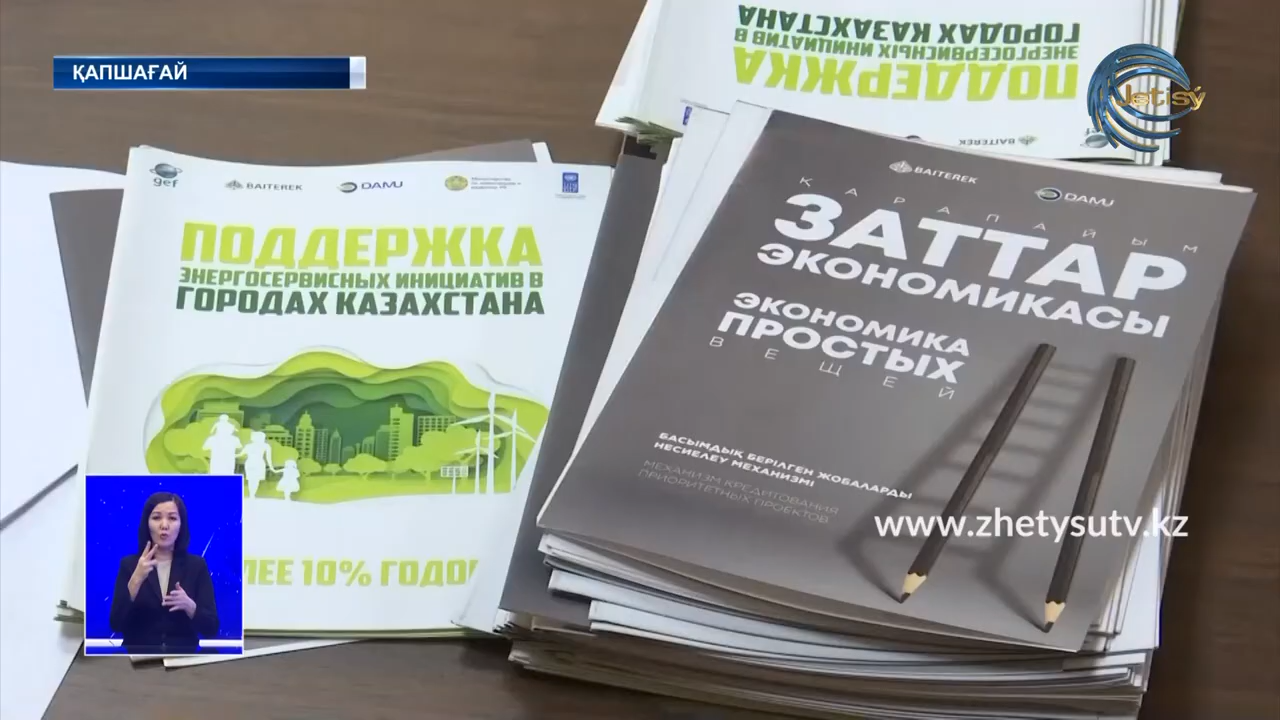 ҚАПШАҒАЙ
Jetisý
ПОДДЕРЖКА
ЭНЕРГОСЕРВИСНЫХ ИНИЦИАТИВ В
ГОРОДАХ КАЗАХСТАНА
BAITEREK
gef
BAITEREK
DAMU
ПОДДЕРЖКА
ЭНЕРГОСЕРВИСНЫХ ИНИЦИАТИВ В
ГОРОДАХ КАЗАХСТАНА
10% ГОДО
BAITEREK
DAMU
ҚАРАПАЙЫМ
ЗАТТАР
ЭКОНОМИКАСЫ
ЭКОНОМИКА
ПРОСТЫХ
ВЕЩЕЙ
БАСЫМДЫҚ БЕРІЛГЕН ЖОБАЛАРДЫ
НЕСИЕЛЕУ МЕХАНИЗМІ
МЕХАНИЗМ КРЕДИТОВАНИЯ
ПРИОРИТЕТНЫХ ПРОЕКТОВ
www.zhetysutv.kz